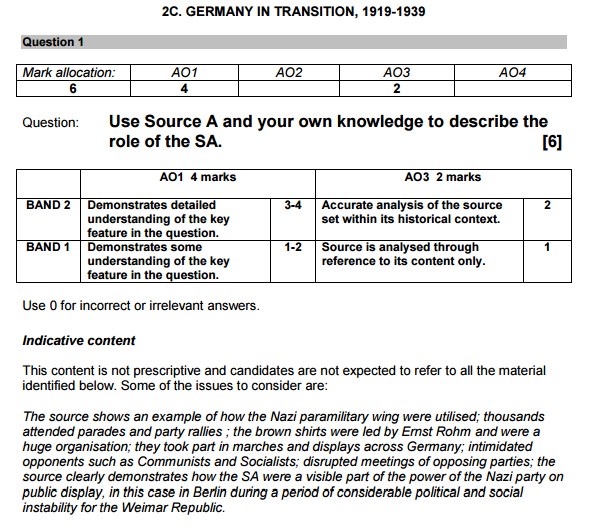 2C. GERMANY IN TRANSITION, 1919-1939
Question 1
Mark allocation: AO1 AO2 AO3 AO4
6 4 2
Question: Use Source A and your own knowledge to describe the
role of the SA. [6]
AO1 4 marks AO3 2 marks
BAND 2 Demonstrates detailed 3-4 Accurate analysis of the source 2
understanding of the key set within its historical context.
feature in the question.
BAND 1 Demonstrates some 1-2 Source is analysed through 1
understanding of the key reference to its content only.
feature in the question.
Use 0 for incorrect or irrelevant answers.
Indicative content
This content is not prescriptive and candidates are not expected to refer to all the material
identified below. Some of the issues to consider are:
The source shows an example of how the Nazi paramilitary wing were utilised; thousands
attended parades and party rallies ; the brown shirts were led by Ernst Rohm and were a
huge organisation; they took part in marches and displays across Germany; intimidated
opponents such as Communists and Socialists; disrupted meetings of opposing parties; the
source clearly demonstrates how the SA were a visible part of the power of the Nazi party on
public display, in this case in Berlin during a period of considerable political and social
instability for the Weimar Republic.